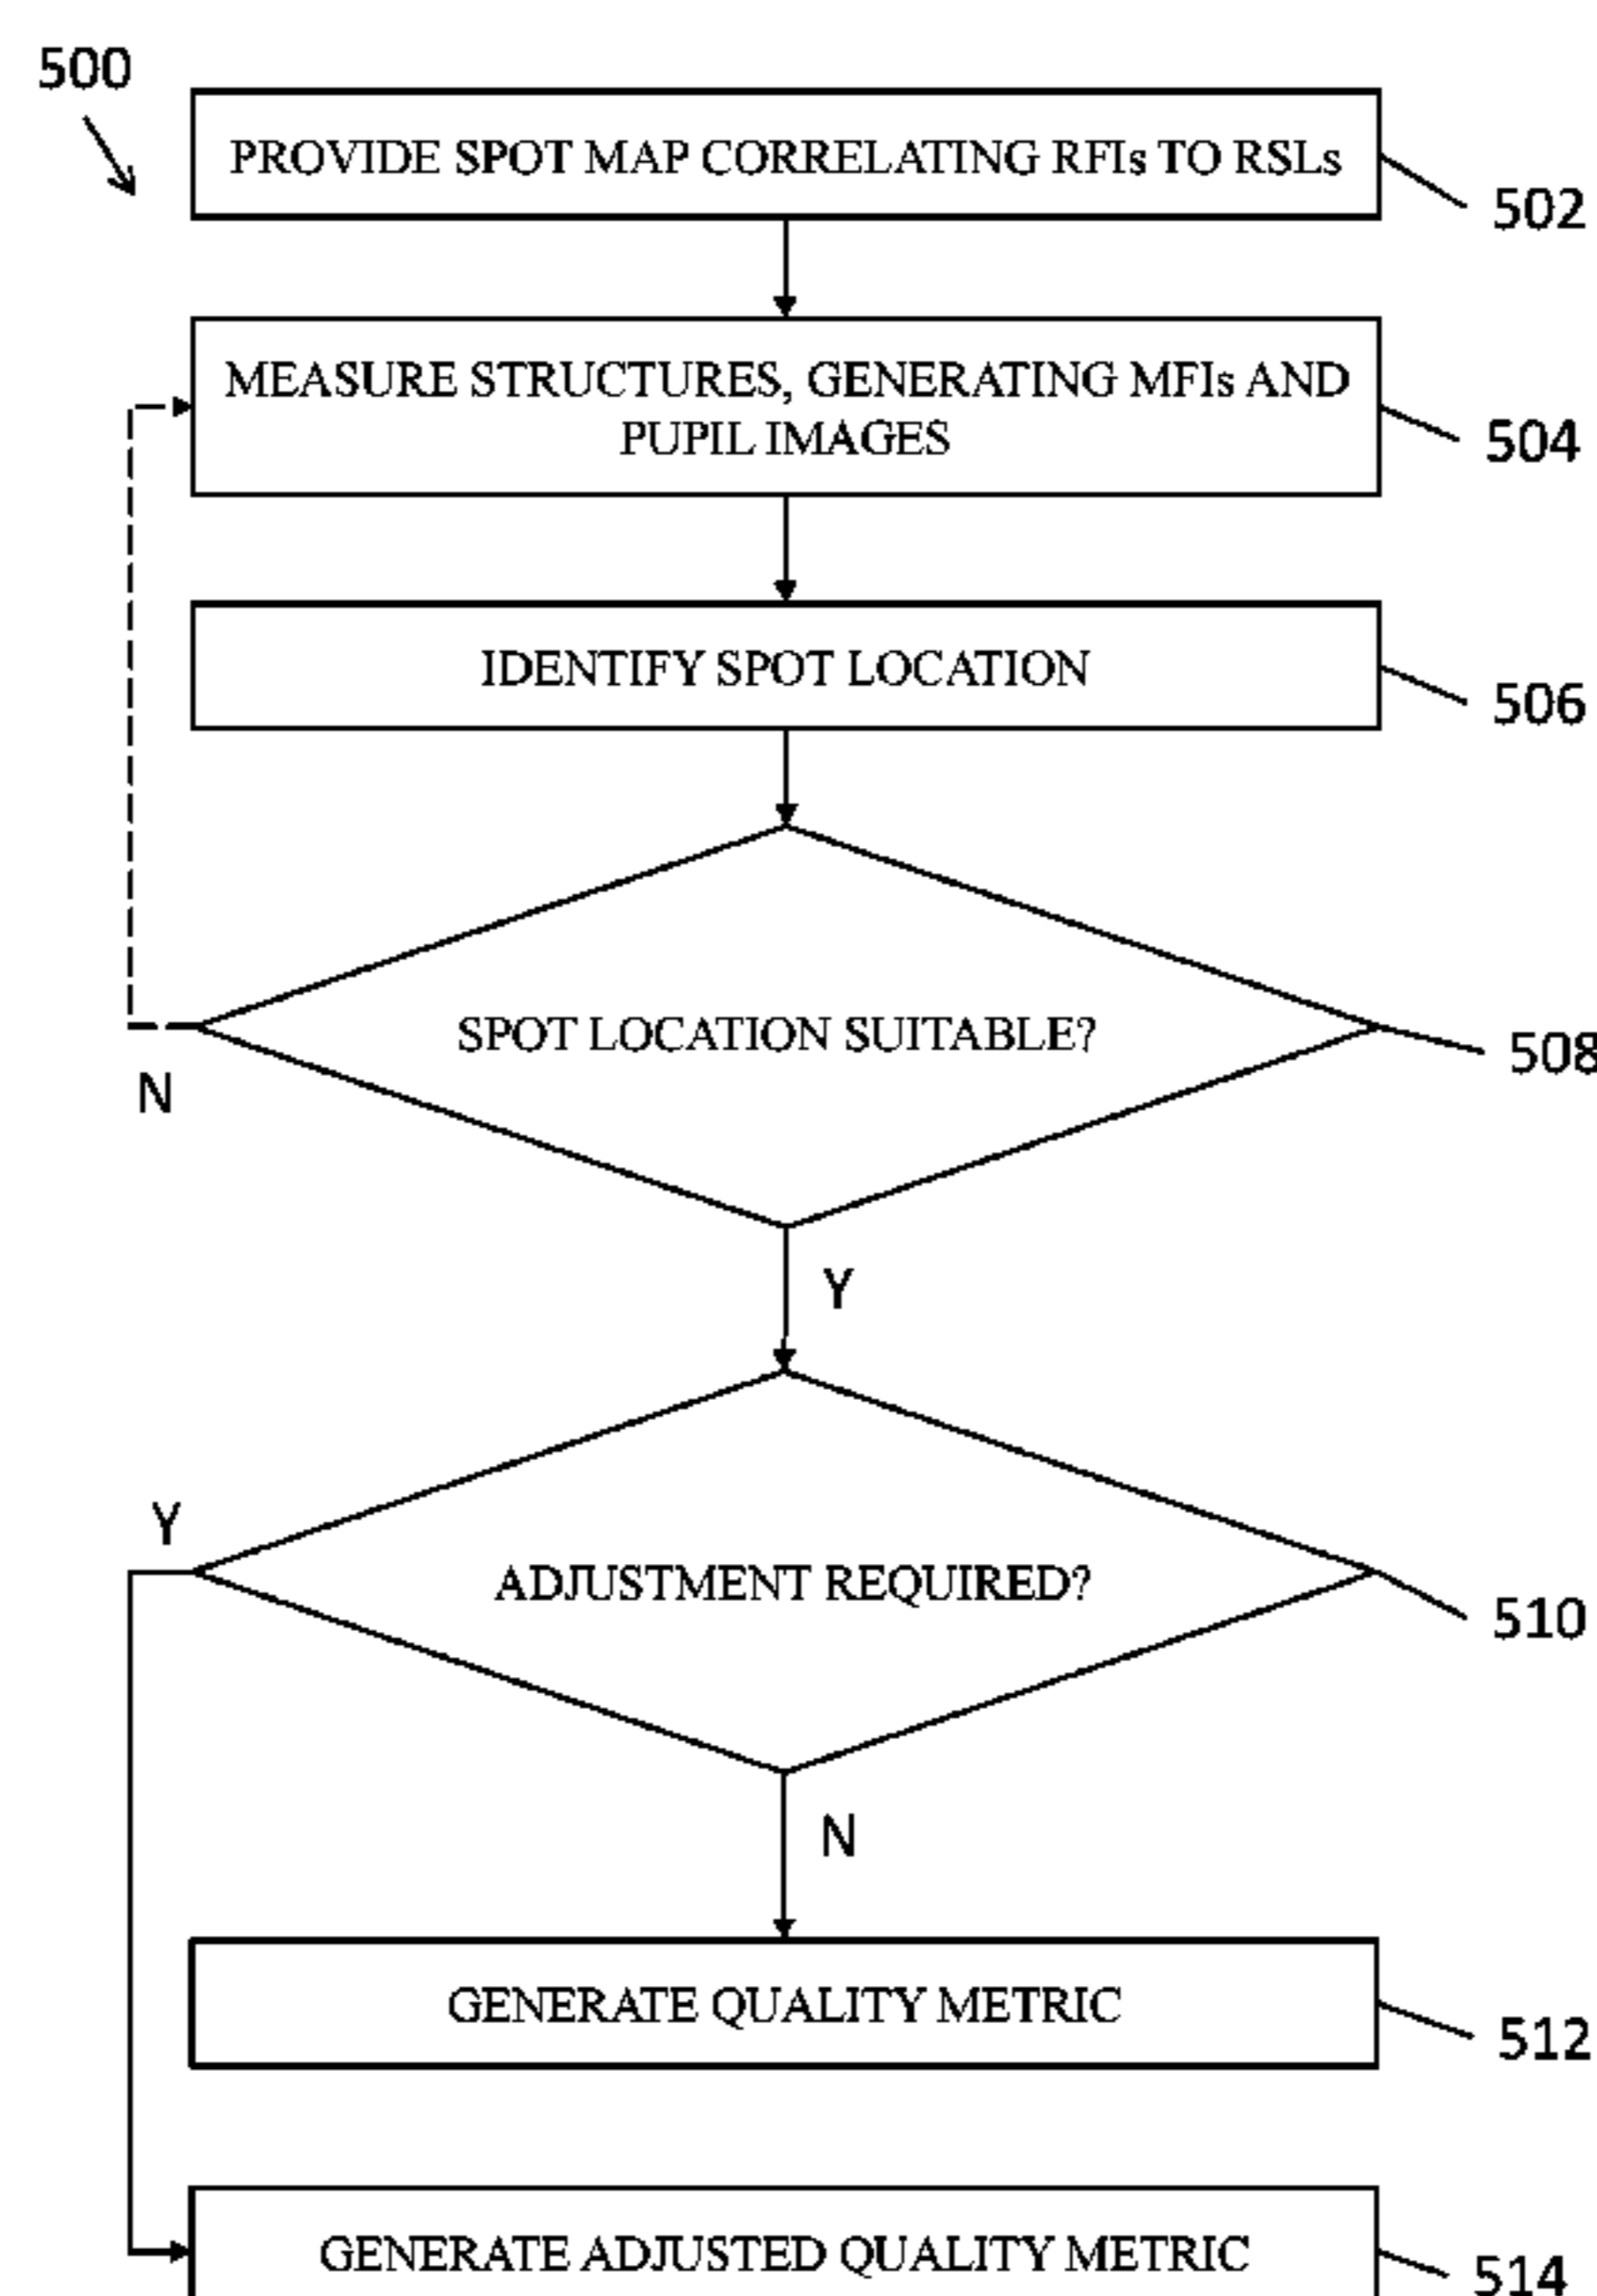 500
PROVIDE SPOT MAP CORRELATING RFIs TO RSLs
502
MEASURE STRUCTURES, GENERATING MFIs AND
PUPIL IMAGES
504
IDENTIFY SPOT LOCATION
506
SPOT LOCATION SUITABLE?
508
N
Y
Y
ADJUSTMENT REQUIRED?
510
N
GENERATE QUALITY METRIC
512
GENERATE ADJUSTED QUALITY METRIC
514